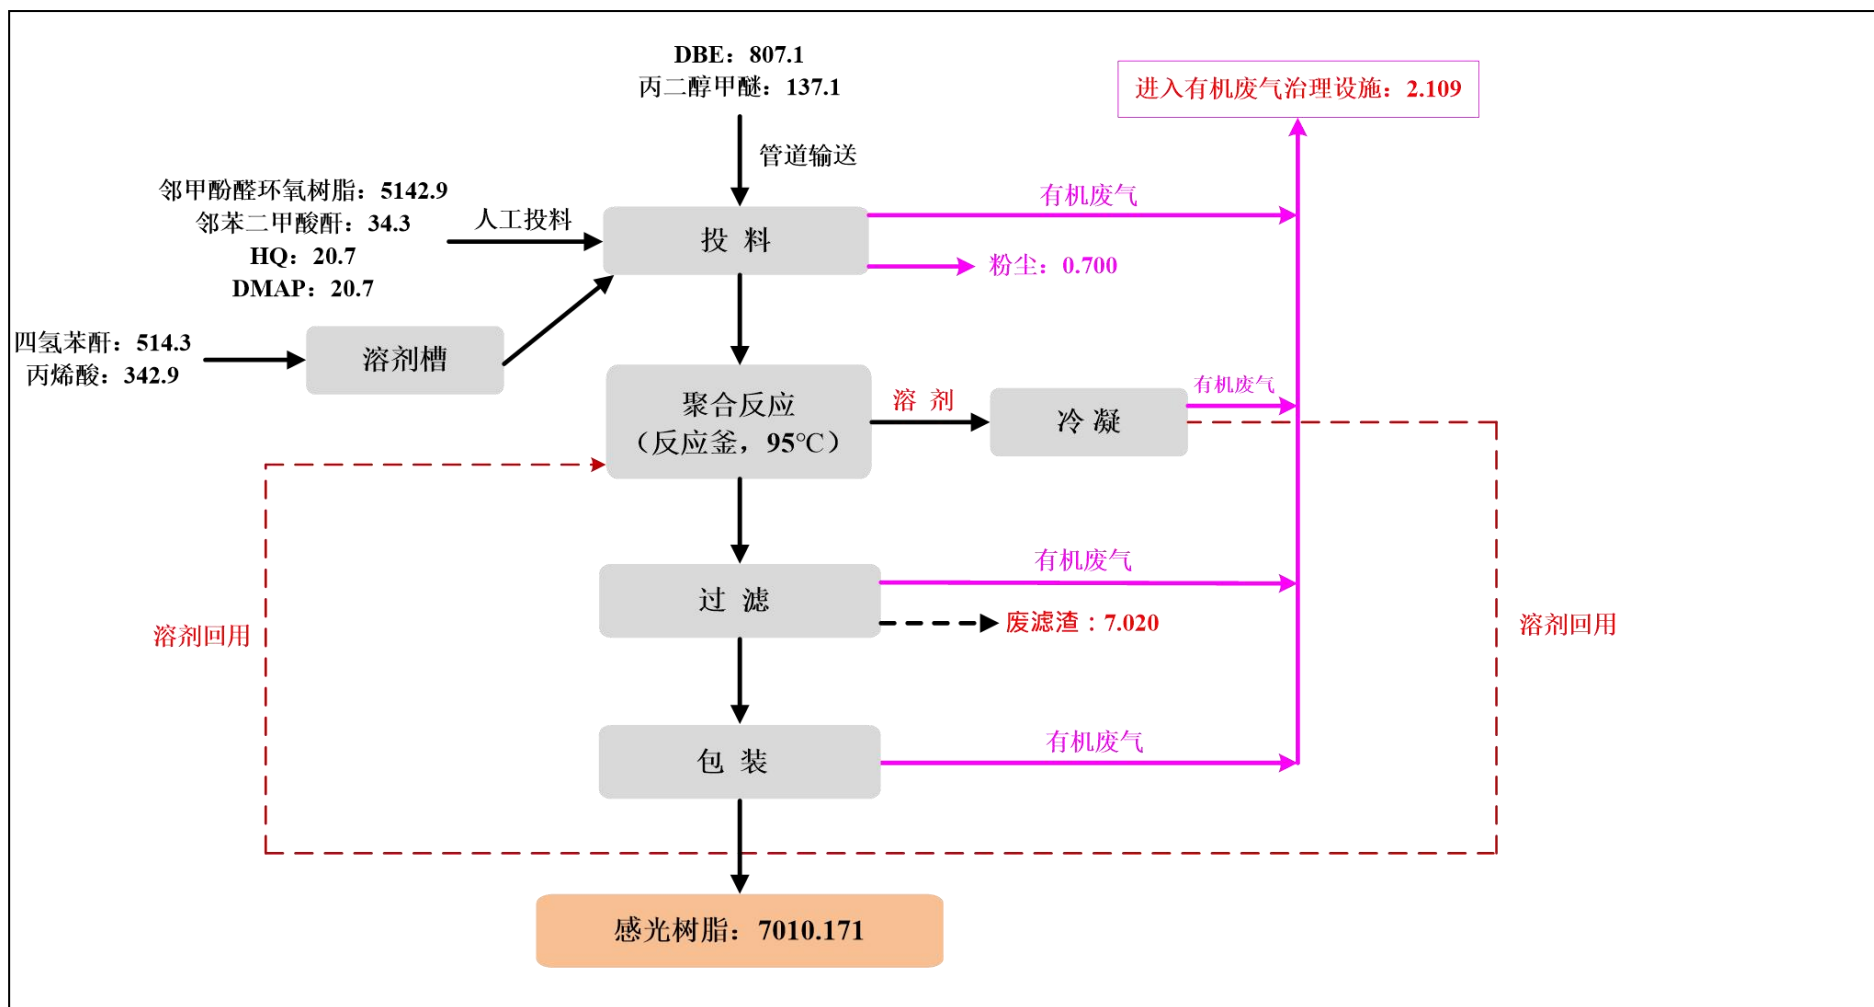 DBE：807.1
丙二醇甲醚：137.1
进入有机废气治理设施：2.109
管道输送
邻甲酚醛环氧树脂：5142.9
邻苯二甲酸酐：34.3
HQ：20.7
DMAP：20.7
人工投料
投 料
有机废气
粉尘：0.700
四氢苯酐：514.3
丙烯酸：342.9
溶剂槽
聚合反应
（反应釜，95℃）
溶 剂
冷 凝
有机废气
过 滤
有机废气
废滤渣：7.020
溶剂回用
溶剂回用
包 装
有机废气
感光树脂：7010.171